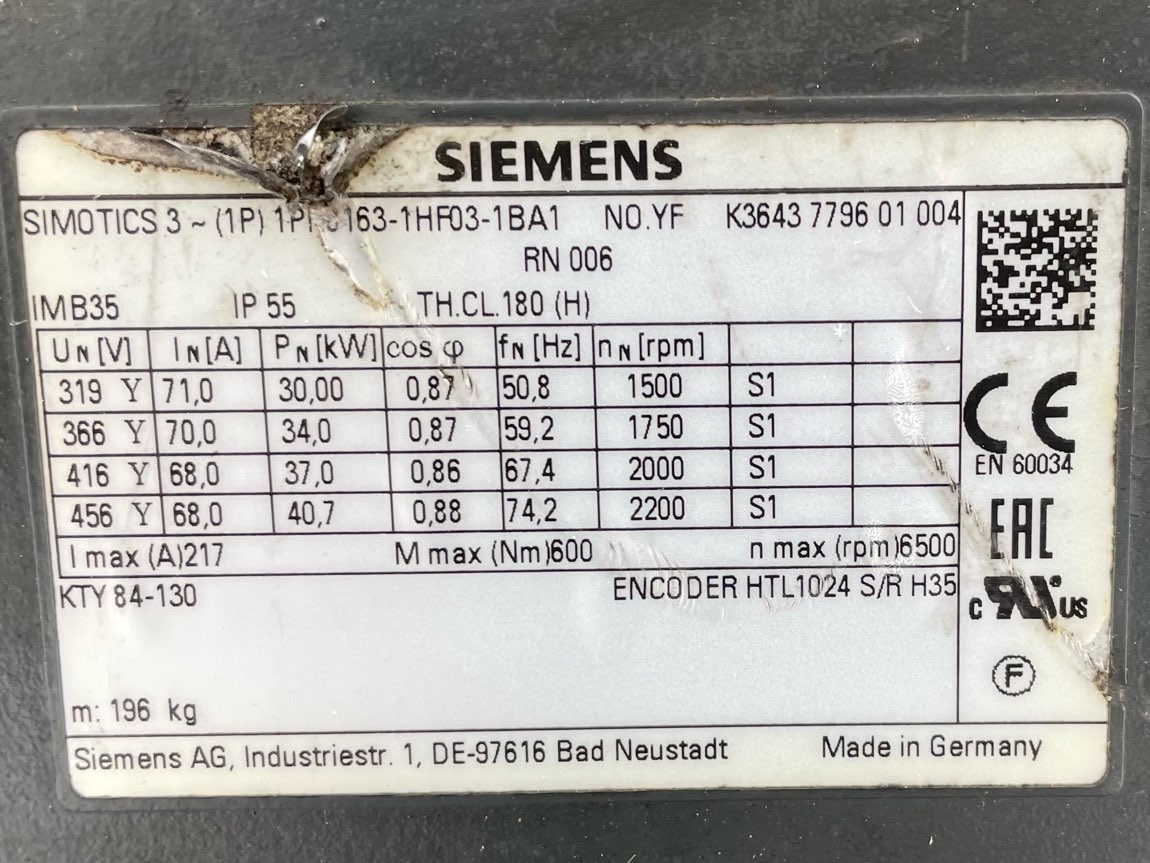 SIEMENS
SIMOTICS 3 ~ (1P) 163-1HF03-1BA1 NO.YF K3643 7796 01 004
RN 006
IMB35 IP 55 TH.CL.180 (H)
UN [V] IN [A] PN [kW] cos φ fN [Hz] nN [rpm]
319 Y 71,0 30,00 0,87 50,8 1500 S1
366 Y 70,0 34,0 0,87 59,2 1750 S1
416 Y 68,0 37,0 0,86 67,4 2000 S1
456 Y 68,0 40,7 0,88 74,2 2200 S1
I max (A)217 M max (Nm)600 n max (rpm)6500
KTY 84-130 ENCODER HTL1024 S/R H35
m: 196 kg
Siemens AG, Industriestr. 1, DE-97616 Bad Neustadt Made in Germany
CE
EN 60034
EAC
c RU US
F